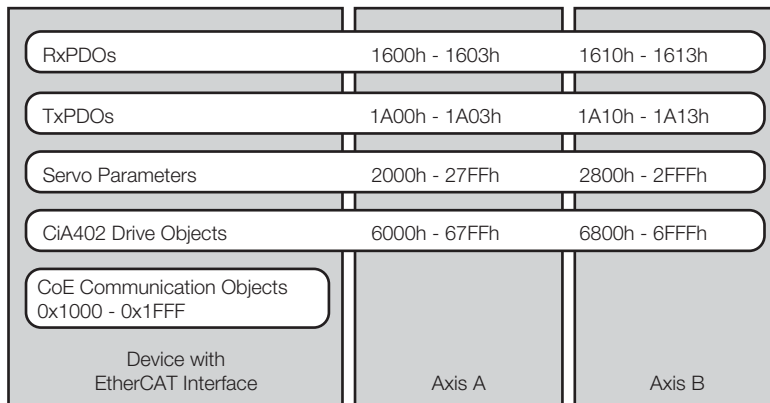 RxPDOs 1600h - 1603h 1610h - 1613h
TxPDOs 1A00h - 1A03h 1A10h - 1A13h
Servo Parameters 2000h - 27FFh 2800h - 2FFFh
CiA402 Drive Objects 6000h - 67FFh 6800h - 6FFFh
CoE Communication Objects
0x1000 - 0x1FFF
Device with
EtherCAT Interface Axis A Axis B